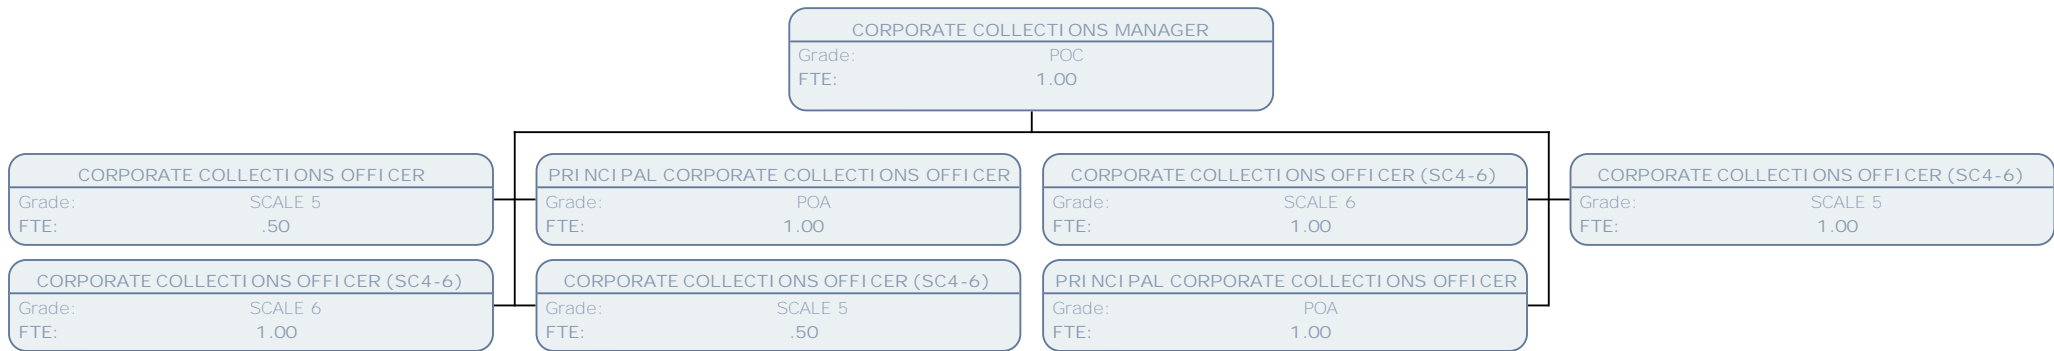 CORPORATE COLLECTIONS MANAGER
Grade: POC
FTE: 1.00
CORPORATE COLLECTIONS OFFICER
Grade: SCALE 5
FTE: .50
PRINCIPAL CORPORATE COLLECTIONS OFFICER
Grade: POA
FTE: 1.00
CORPORATE COLLECTIONS OFFICER (SC4-6)
Grade: SCALE 6
FTE: 1.00
CORPORATE COLLECTIONS OFFICER (SC4-6)
Grade: SCALE 5
FTE: 1.00
CORPORATE COLLECTIONS OFFICER (SC4-6)
Grade: SCALE 6
FTE: 1.00
CORPORATE COLLECTIONS OFFICER (SC4-6)
Grade: SCALE 5
FTE: .50
PRINCIPAL CORPORATE COLLECTIONS OFFICER
Grade: POA
FTE: 1.00